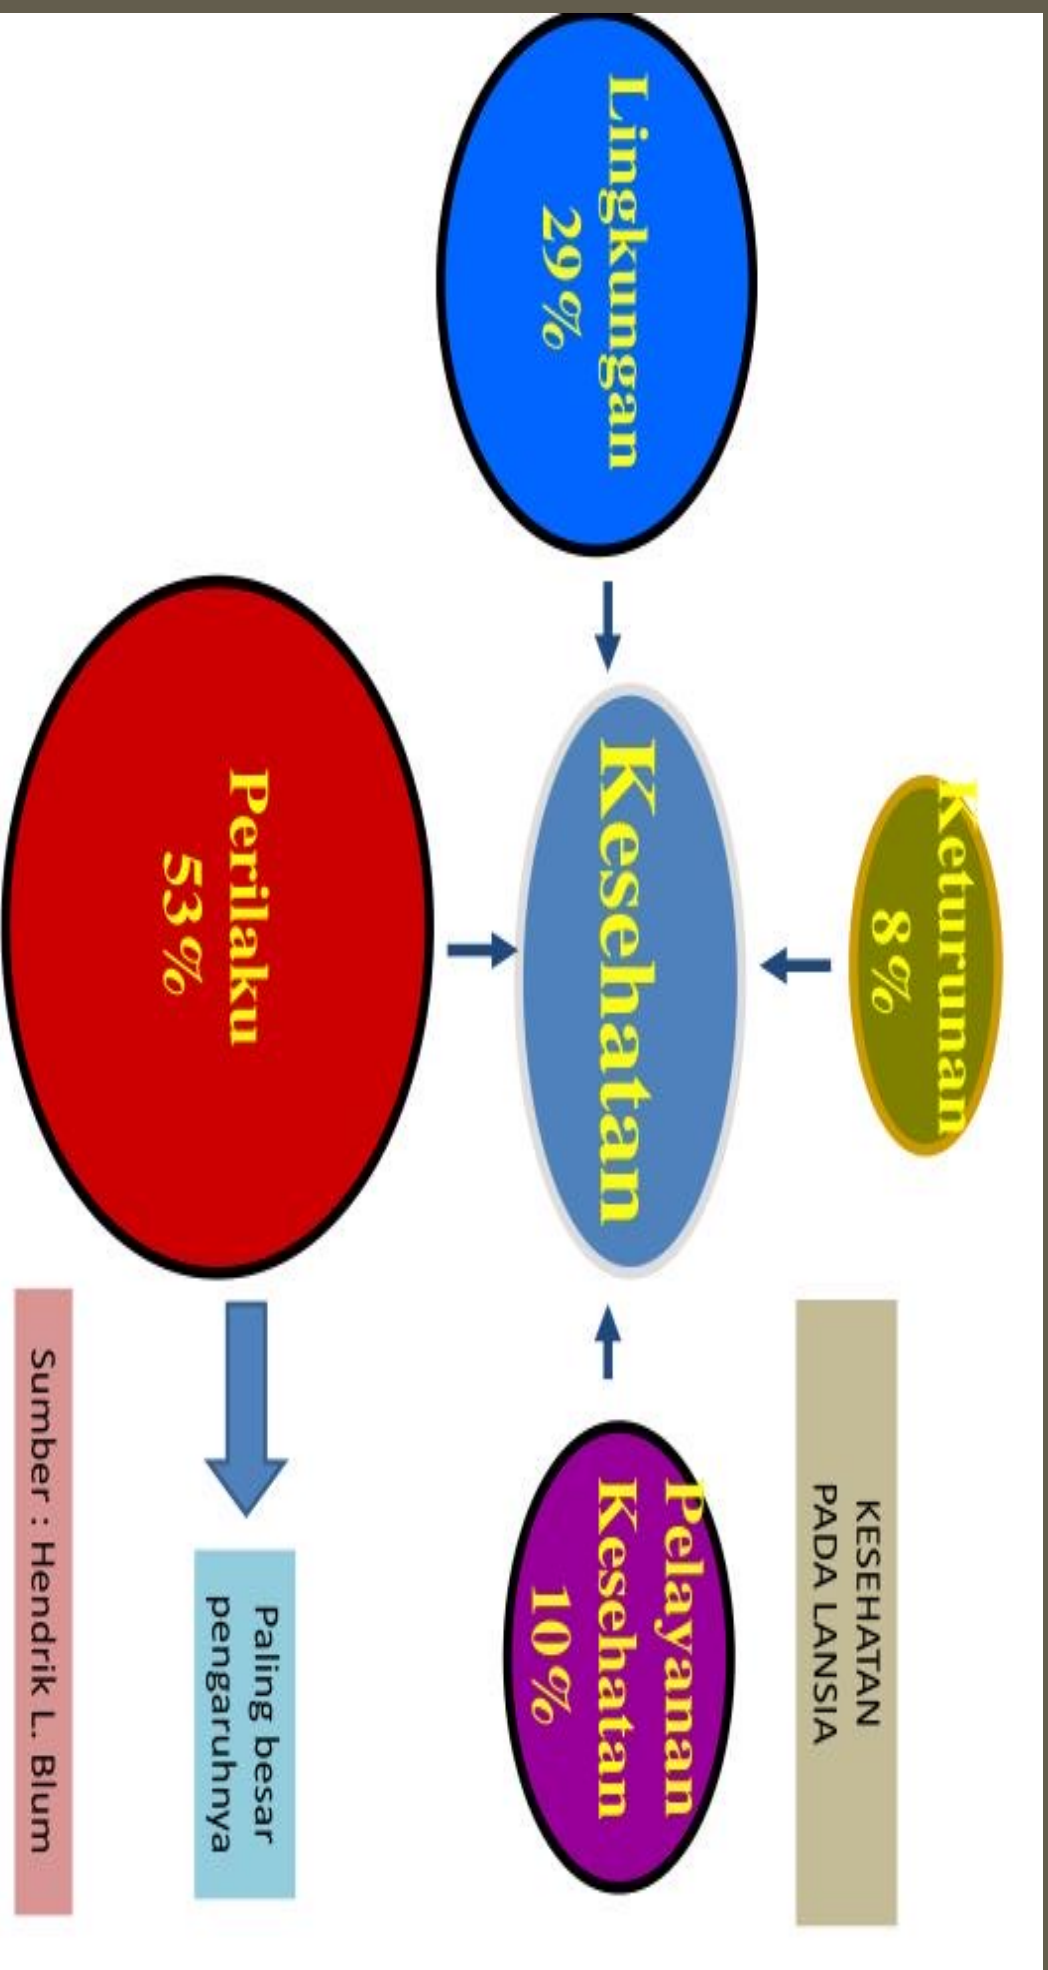 Keturunan
8%
KESEHATAN
PADA LANSIA
Lingkungan
29%
Kesehatan
Pelayanan
Kesehatan
10%
Perilaku
53%
Paling besar
pengaruhnya
Sumber : Hendrik L. Blum